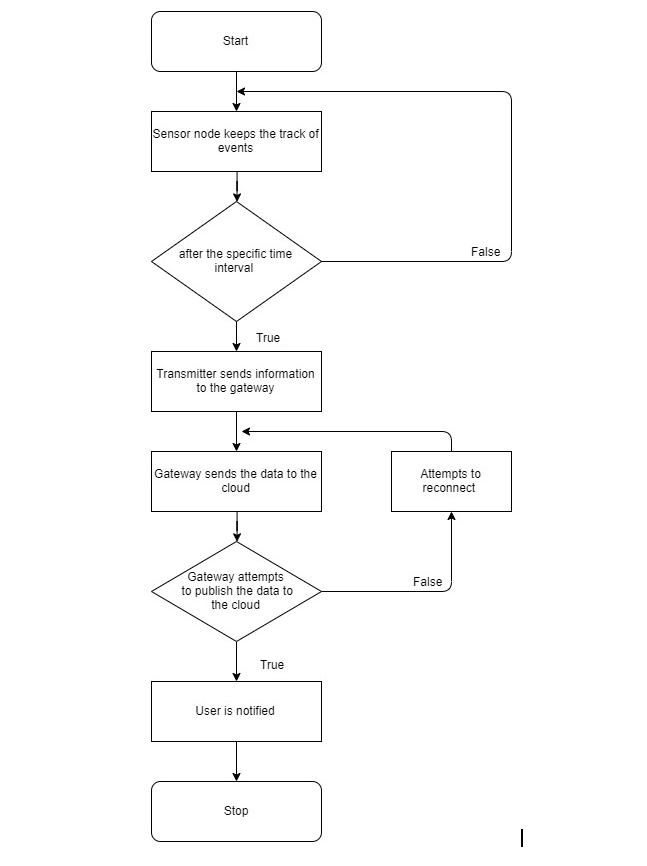 Start
Sensor node keeps the track of
events
after the specific time
interval
False
True
Transmitter sends information
to the gateway
Gateway sends the data to the
cloud
Attempts to
reconnect
Gateway attempts
to publish the data to
the cloud
False
True
User is notified
Stop